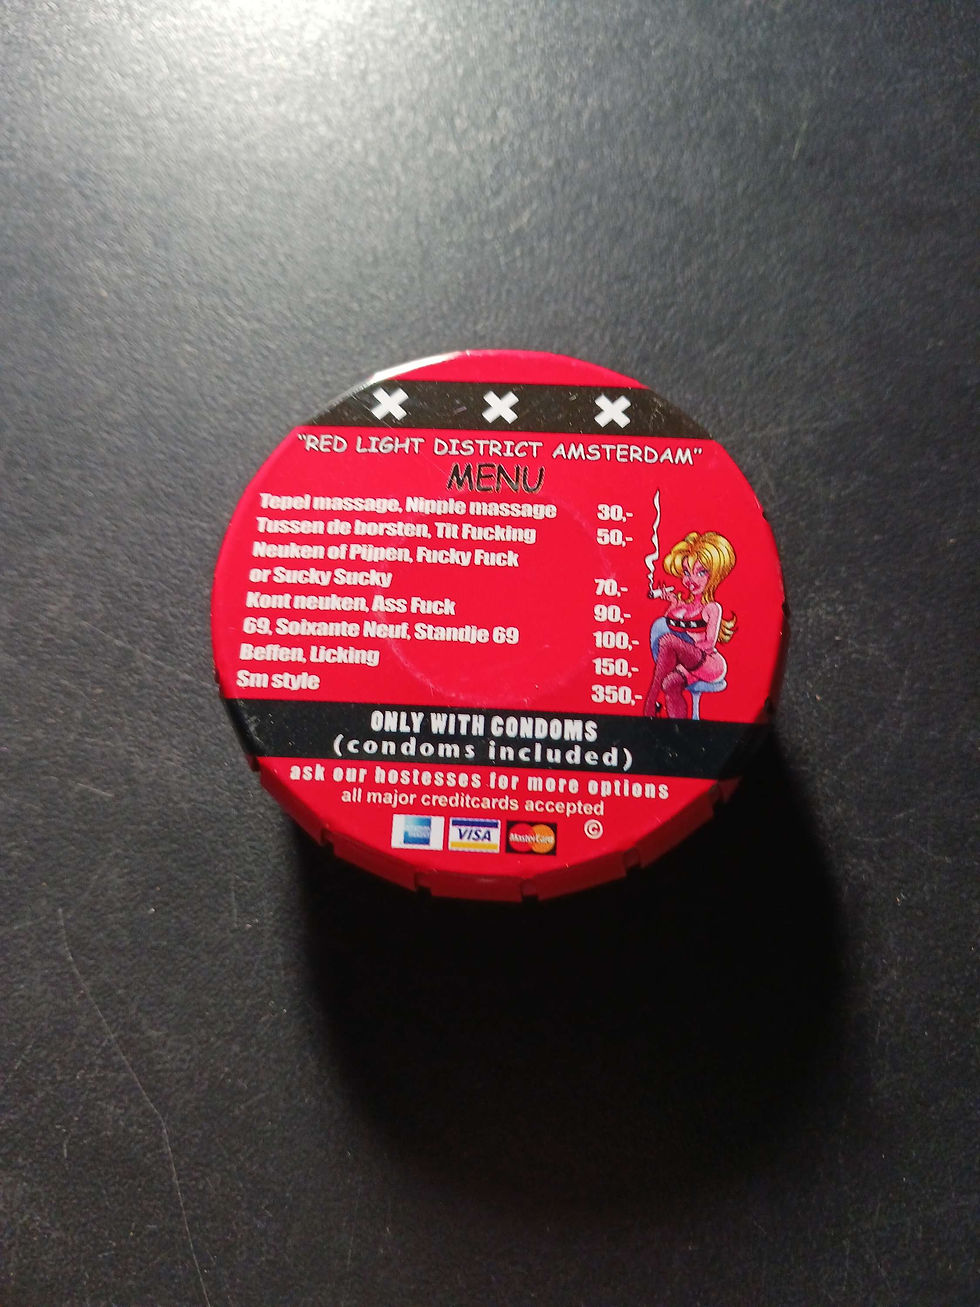 "RED LIGHT DISTRICT AMSTERDAM"
MENU
Tepel massage, Nipple massage 30,-
Tussen de borsten, Tit Fucking 50,-
Neuken of Pijpen, Fucky Fuck
or Sucky Sucky 70,-
Kont neuken, Ass Fuck 90,-
69, Soixante Neuf, Standje 69 100,-
Beffen, Licking 150,-
Sm style 350,-
ONLY WITH CONDOMS
(condoms included)
ask our hostesses for more options
all major creditcards accepted
©
VISA MasterCard